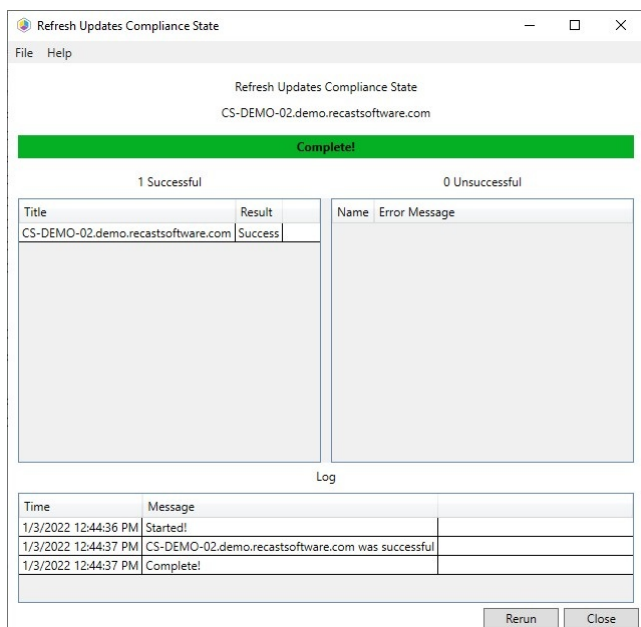 Refresh Updates Compliance State
File Help
Refresh Updates Compliance State
CS-DEMO-02.demo.recastsoftware.com
Complete!
1 Successful
0 Unsuccessful
Title Result
CS-DEMO-02.demo.recastsoftware.com Success
Name Error Message
Log
Time Message
1/3/2022 12:44:36 PM Started!
1/3/2022 12:44:37 PM CS-DEMO-02.demo.recastsoftware.com was successful
1/3/2022 12:44:37 PM Complete!
Rerun Close